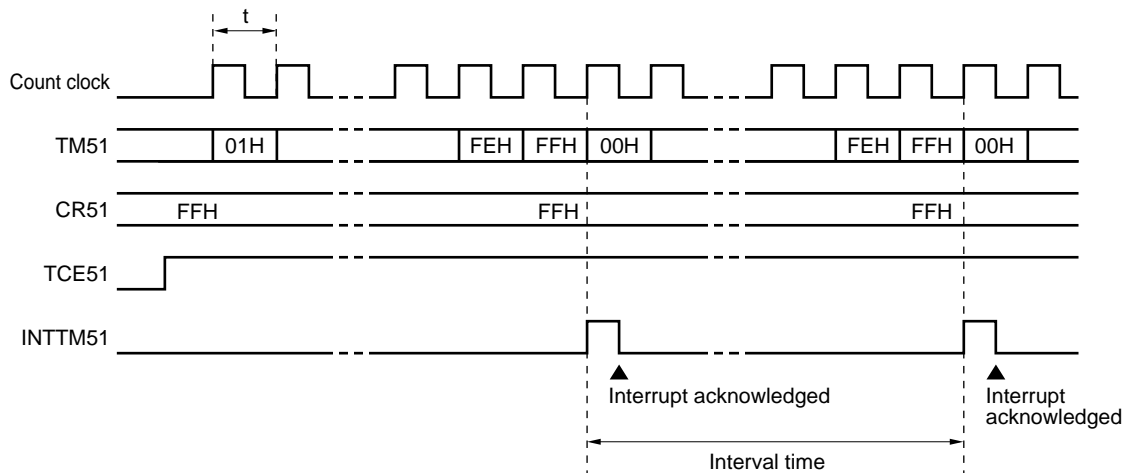 t
Count clock
TM51 01H FEH FFH 00H FEH FFH 00H
CR51 FFH FFH FFH
TCE51
INTTM51
Interrupt acknowledged Interrupt
acknowledged
Interval time